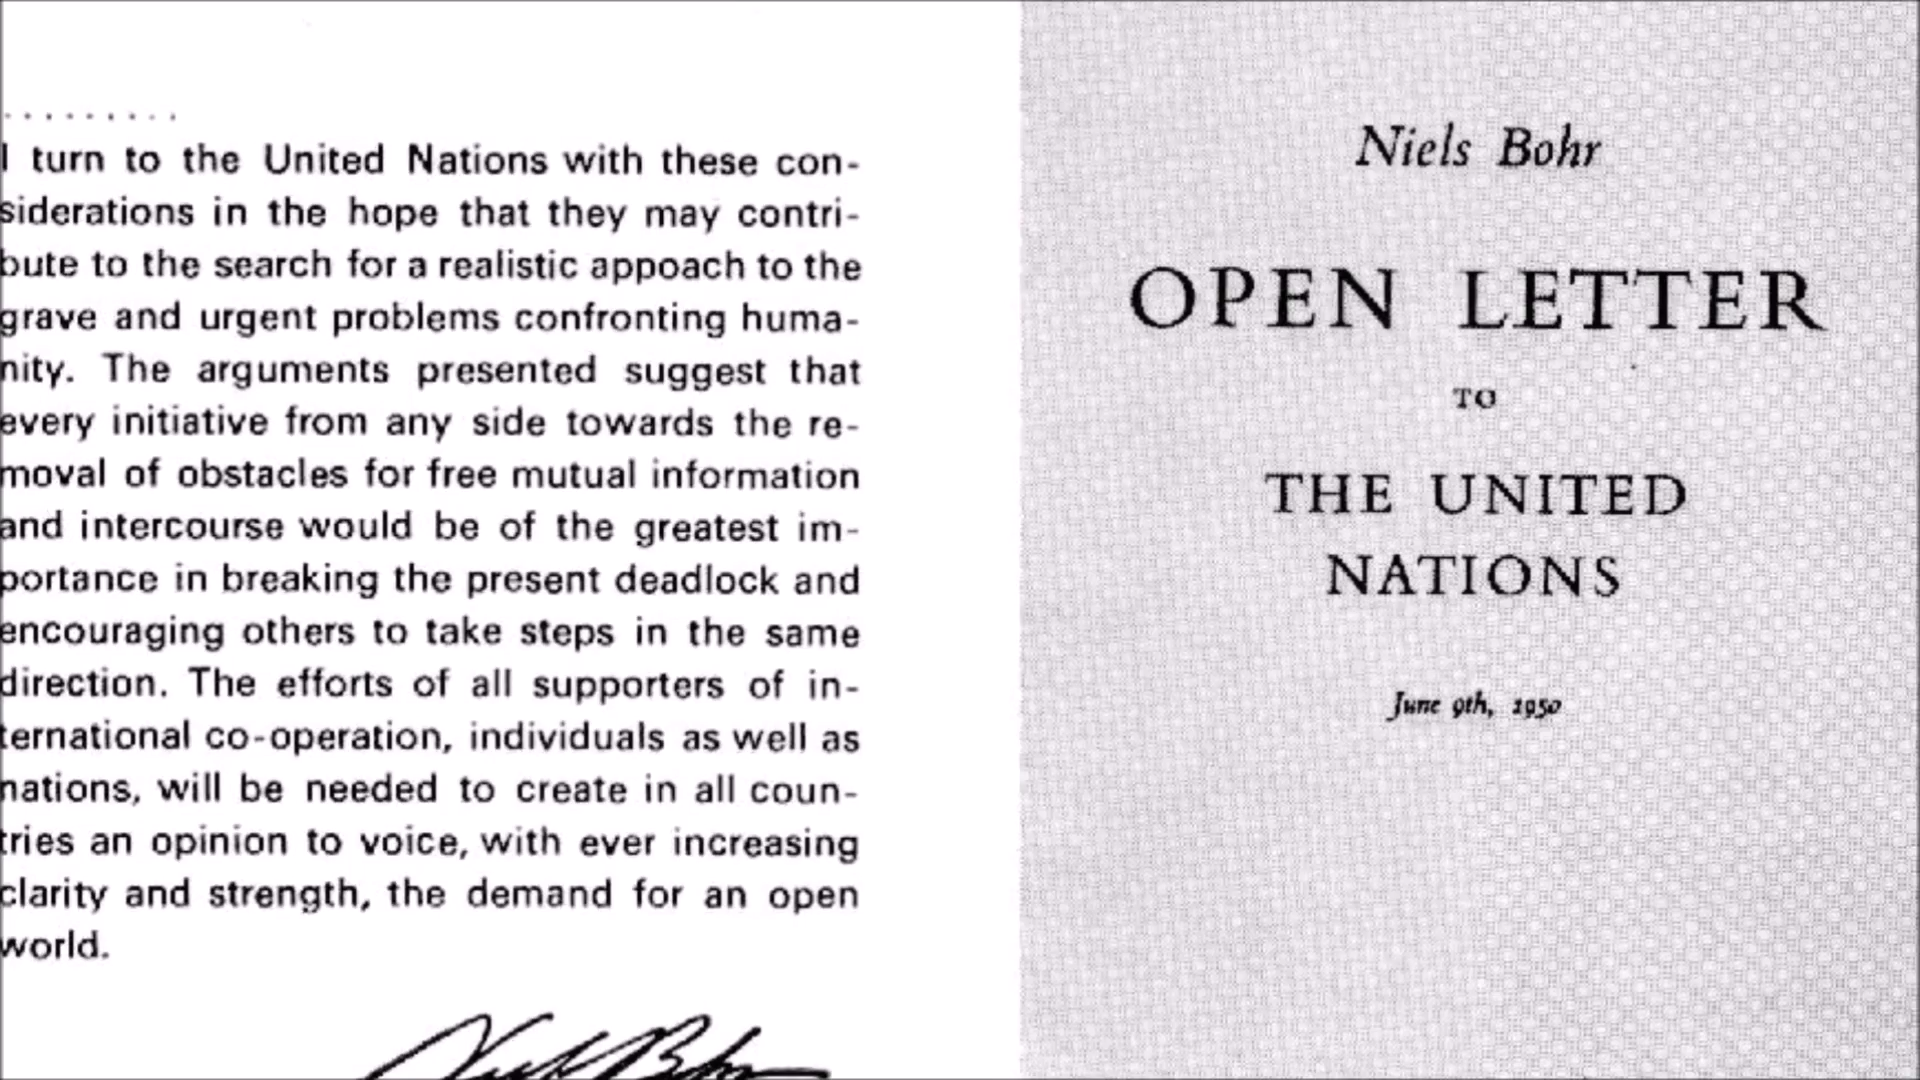 .........
I turn to the United Nations with these con-
siderations in the hope that they may contri-
bute to the search for a realistic appoach to the
grave and urgent problems confronting huma-
nity. The arguments presented suggest that
every initiative from any side towards the re-
moval of obstacles for free mutual information
and intercourse would be of the greatest im-
portance in breaking the present deadlock and
encouraging others to take steps in the same
direction. The efforts of all supporters of in-
ternational co-operation, individuals as well as
nations, will be needed to create in all coun-
tries an opinion to voice, with ever increasing
clarity and strength, the demand for an open
world.
Niels Bohr
Niels Bohr
OPEN LETTER
TO
THE UNITED
NATIONS
June 9th, 1950